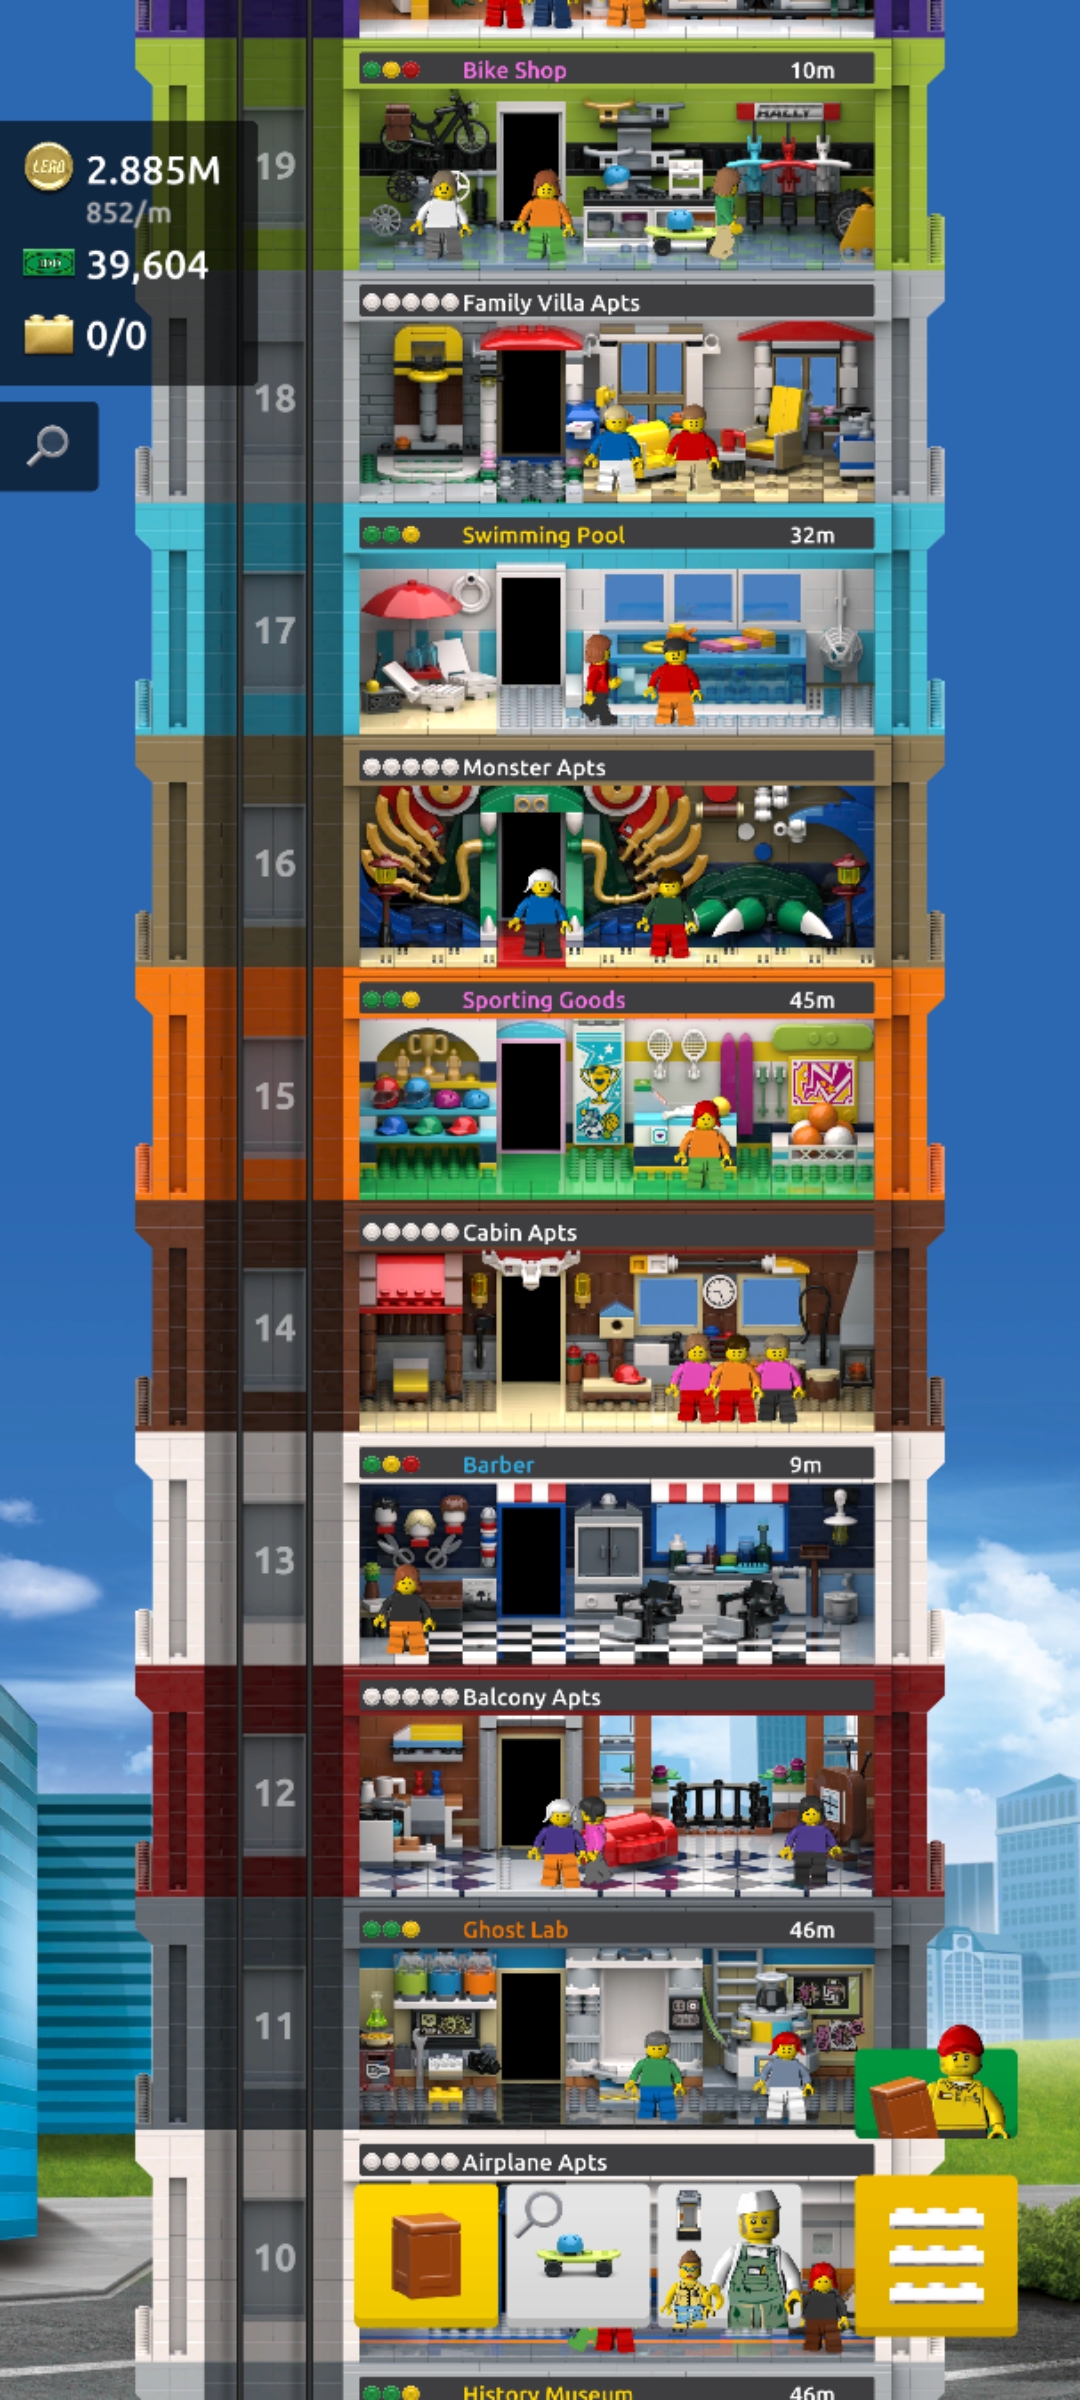 Bike Shop 10m
LEGO 2.885M
852/m
39,604
0/0
19
RALLY
Family Villa Apts
18
Swimming Pool 32m
17
Monster Apts
16
Sporting Goods 45m
15
Cabin Apts
14
Barber 9m
13
Balcony Apts
12
Ghost Lab 46m
11
Airplane Apts
10
History Museum 46m